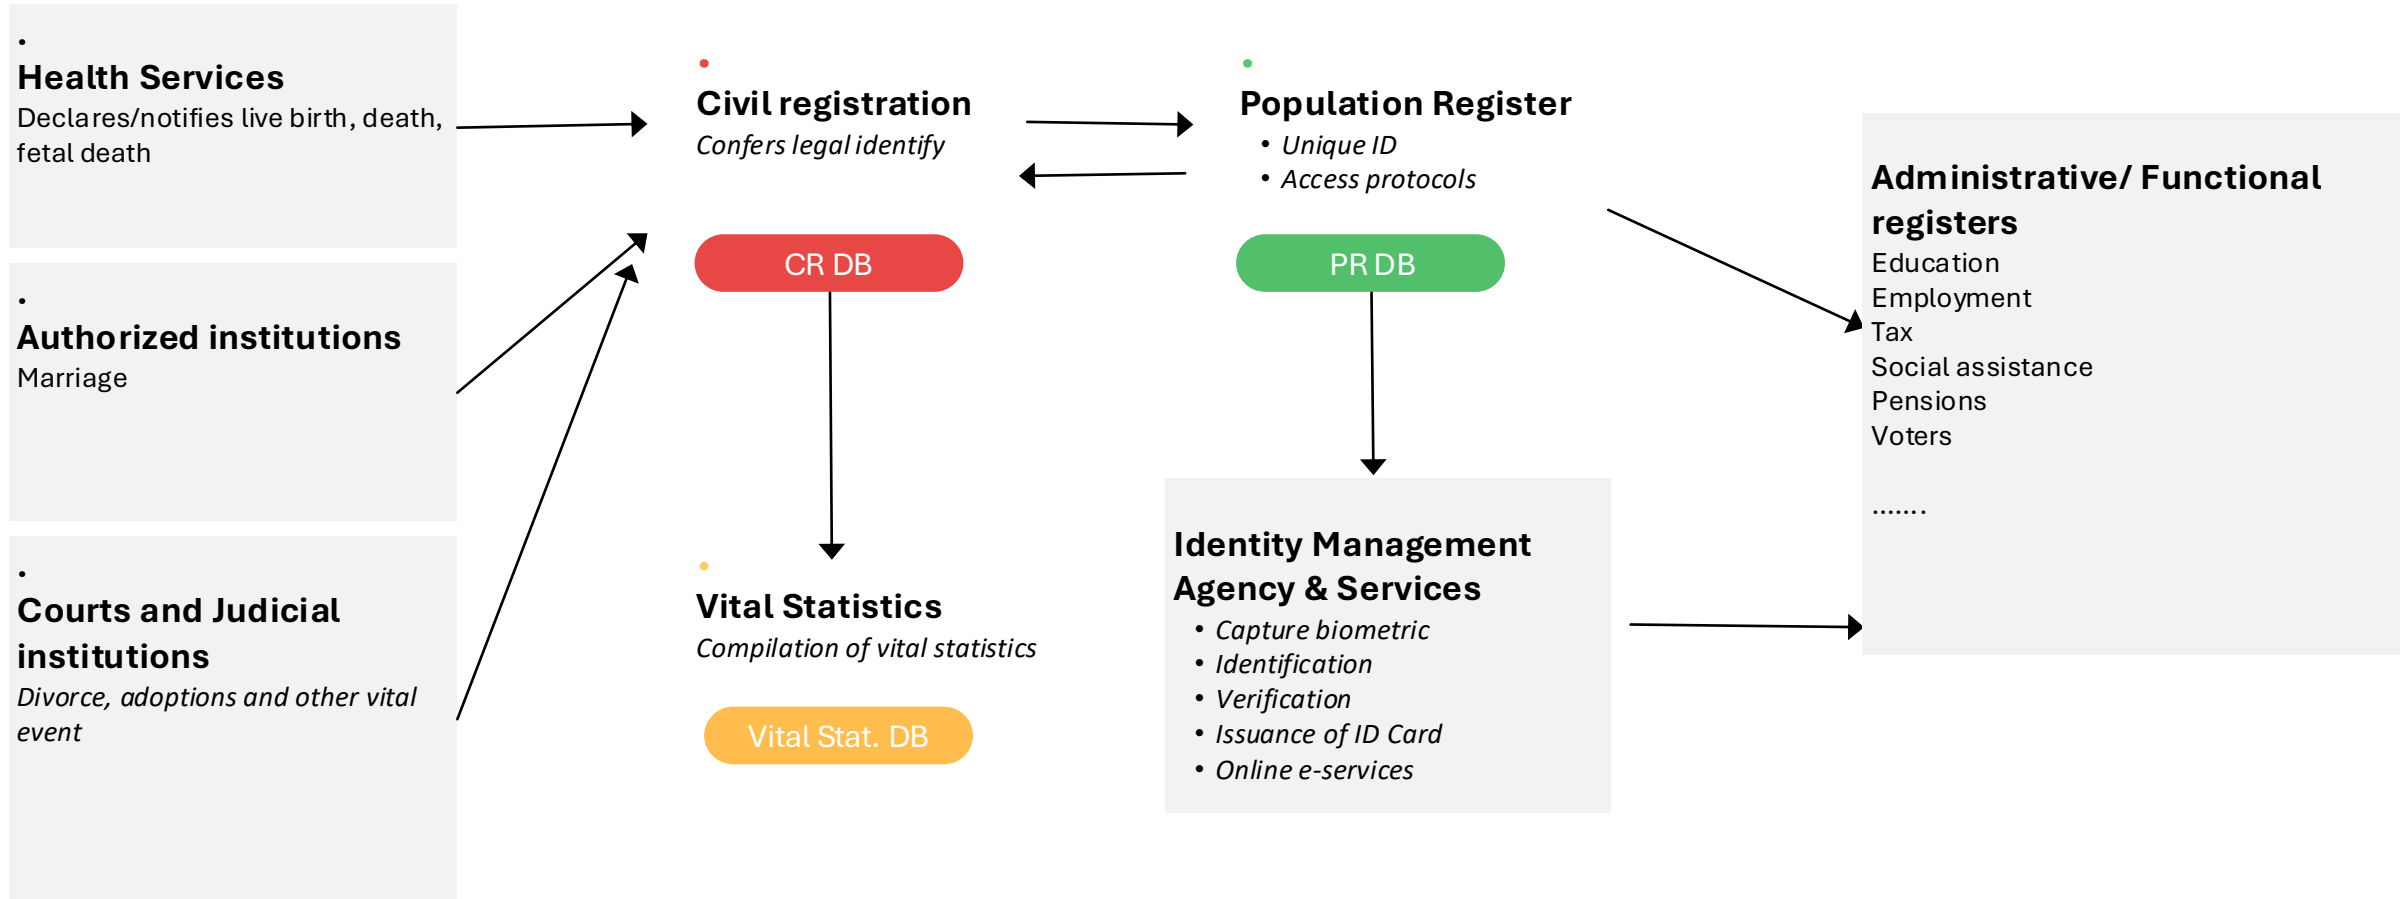 Health Services
Declares/notifies live birth, death,
fetal death
Authorized institutions
Marriage
Courts and Judicial
institutions
Divorce, adoptions and other vital
event
Civil registration
Confers legal identify
CR DB
Vital Statistics
Compilation of vital statistics
Vital Stat. DB
Population Register
• Unique ID
• Access protocols
PR DB
Identity Management
Agency & Services
• Capture biometric
• Identification
• Verification
• Issuance of ID Card
• Online e-services
Administrative/ Functional
registers
Education
Employment
Tax
Social assistance
Pensions
Voters
.......